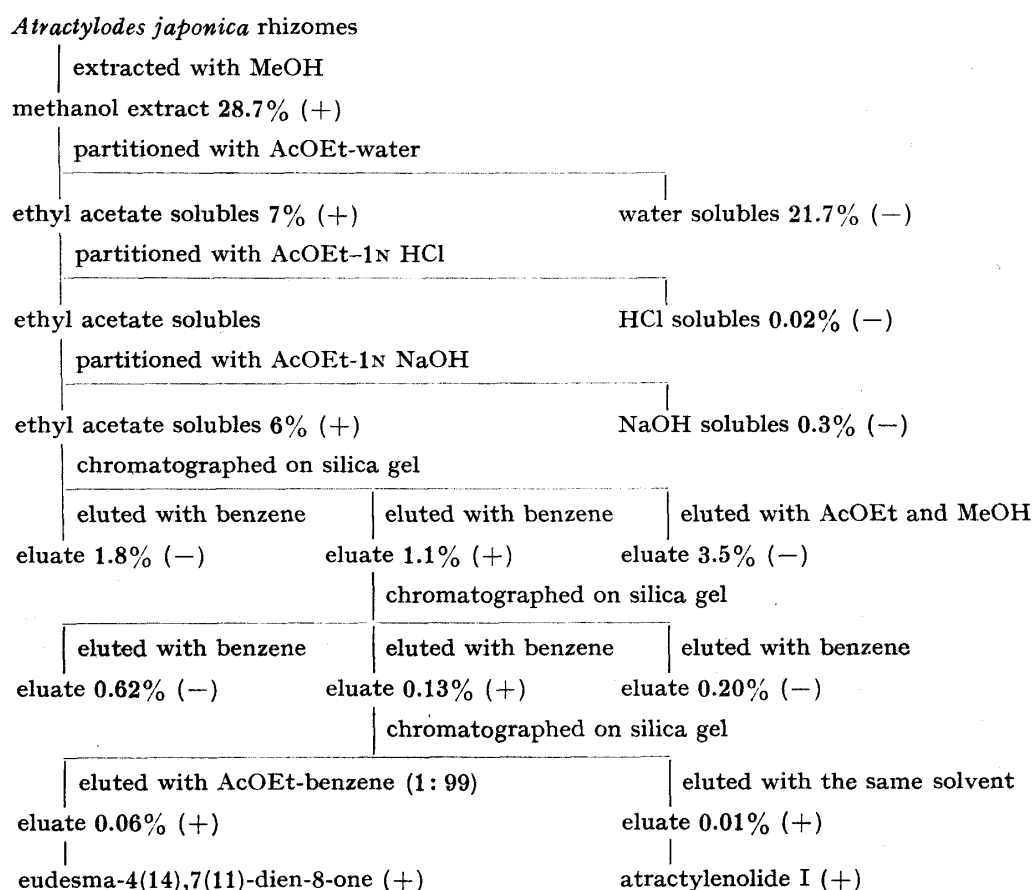 Atractylodes japonica rhizomes
extracted with MeOH
methanol extract 28.7% (+)
partitioned with AcOEt-water
ethyl acetate solubles 7% (+) water solubles 21.7% (−)
partitioned with AcOEt–1N HCl
ethyl acetate solubles HCl solubles 0.02% (−)
partitioned with AcOEt-1N NaOH
ethyl acetate solubles 6% (+) NaOH solubles 0.3% (−)
chromatographed on silica gel
eluted with benzene eluted with benzene eluted with AcOEt and MeOH
eluate 1.8% (−) eluate 1.1% (+) eluate 3.5% (−)
chromatographed on silica gel
eluted with benzene eluted with benzene eluted with benzene
eluate 0.62% (−) eluate 0.13% (+) eluate 0.20% (−)
chromatographed on silica gel
eluted with AcOEt-benzene (1:99) eluted with the same solvent
eluate 0.06% (+) eluate 0.01% (+)
eudesma-4(14),7(11)-dien-8-one (+) atractylenolide I (+)